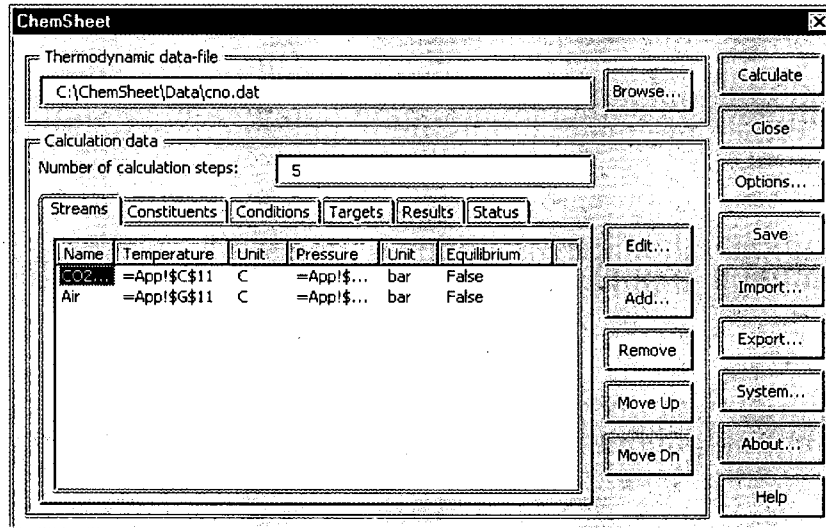 ChemSheet
Thermodynamic data-file
C:\ChemSheet\Data\cno.dat
Browse...
Calculate
Close
Calculation data
Number of calculation steps:
5
Options...
Streams Constituents Conditions Targets Results Status
Save
Edit...
Name Temperature Unit Pressure Unit Equilibrium
CO2... =App!$C$11 C =App!$... bar False
Air =App!$G$11 C =App!$... bar False
Import...
Add...
Export...
Remove
System...
Move Up
About...
Move Dn
Help